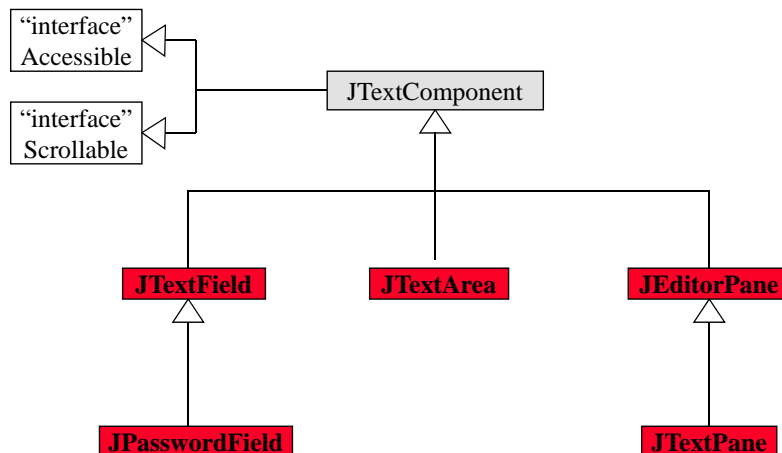 “interface”
Accessible
JTextComponent
“interface”
Scrollable
JTextField
JTextArea
JEditorPane
JPasswordField
JTextPane